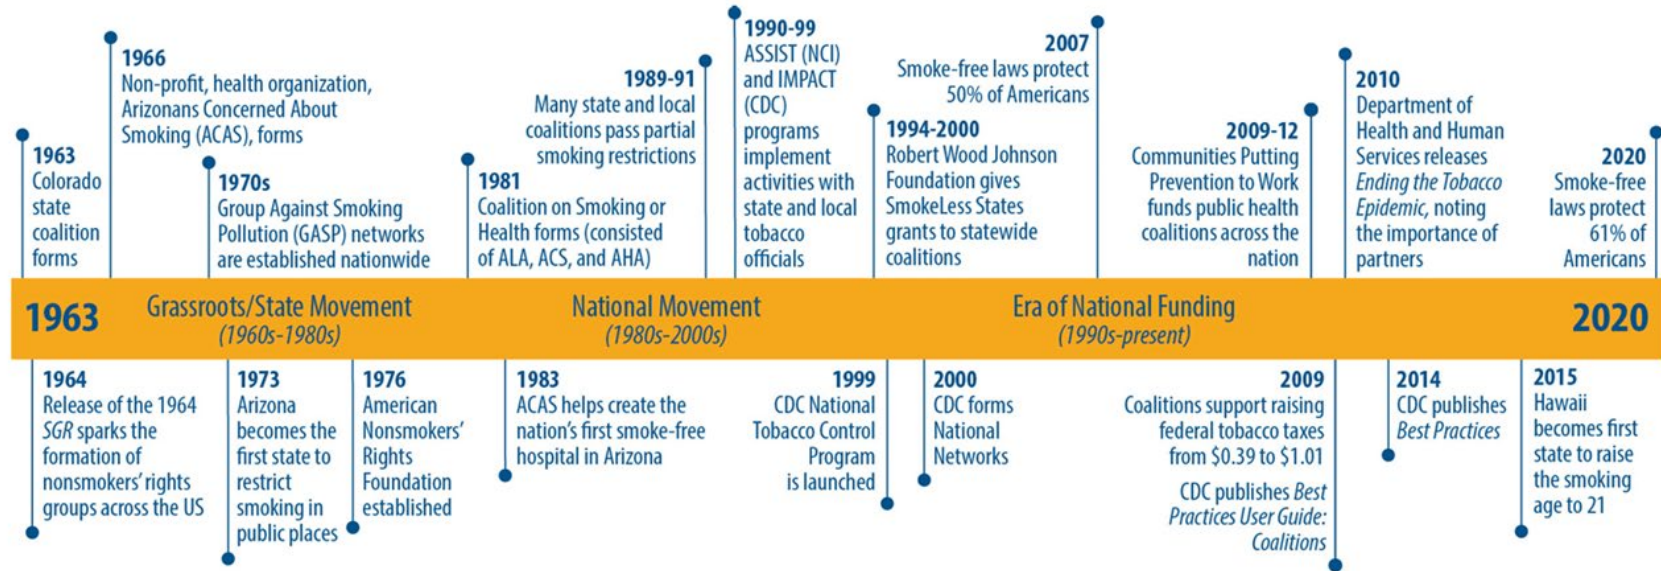 1963
Colorado
state
coalition
forms
1966
Non-profit, health organization,
Arizonans Concerned About
Smoking (ACAS), forms
1970s
Group Against Smoking
Pollution (GASP) networks
are established nationwide
1981
Coalition on Smoking or
Health forms (consisted
of ALA, ACS, and AHA)
1989-91
Many state and local
coalitions pass partial
smoking restrictions
1990-99
ASSIST (NCI)
and IMPACT
(CDC)
programs
implement
activities with
state and local
tobacco
officials
1994-2000
Robert Wood Johnson
Foundation gives
SmokeLess States
grants to statewide
coalitions
2007
Smoke-free laws protect
50% of Americans
2009-12
Communities Putting
Prevention to Work
funds public health
coalitions across the
nation
2010
Department of
Health and Human
Services releases
Ending the Tobacco
Epidemic, noting
the importance of
partners
2020
Smoke-free
laws protect
61% of
Americans
1963
Grassroots/State Movement
(1960s-1980s)
National Movement
(1980s-2000s)
Era of National Funding
(1990s-present)
2020
1964
Release of the 1964
SGR sparks the
formation of
nonsmokers' rights
groups across the US
1973
Arizona
becomes the
first state to
restrict
smoking in
public places
1976
American
Nonsmokers'
Rights
Foundation
established
1983
ACAS helps create the
nation's first smoke-free
hospital in Arizona
1999
CDC National
Tobacco Control
Program
is launched
2000
CDC forms
National
Networks
2009
Coalitions support raising
federal tobacco taxes
from $0.39 to $1.01
CDC publishes Best
Practices User Guide:
Coalitions
2014
CDC publishes
Best Practices
2015
Hawaii
becomes first
state to raise
the smoking
age to 21